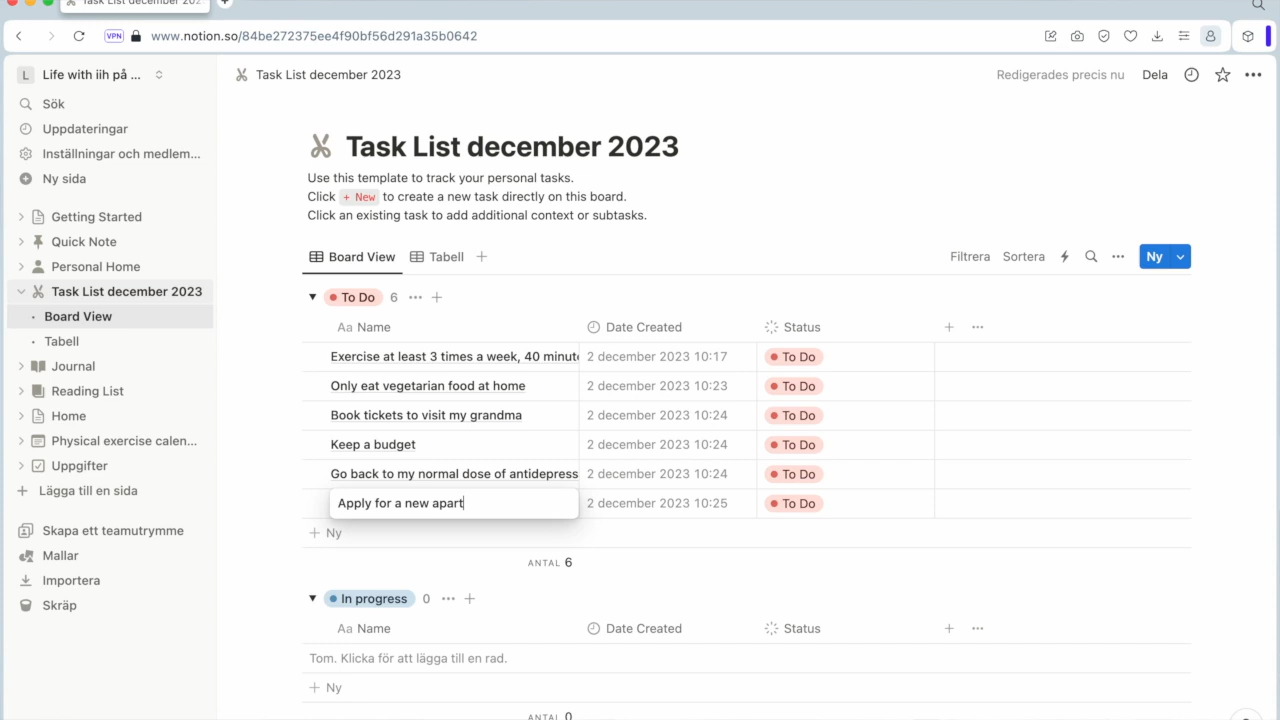 Task List december 202
VPN
www.notion.so/84be272375ee4f90bf56d291a35b0642
L Life with iih på ...
Task List december 2023
Redigerades precis nu
Dela
Sök
Uppdateringar
Inställningar och medlem...
Ny sida
Getting Started
Quick Note
Personal Home
Task List december 2023
Board View
Tabell
Journal
Reading List
Home
Physical exercise calen...
Uppgifter
Lägga till en sida
Skapa ett teamutrymme
Mallar
Importera
Skräp
Task List december 2023
Use this template to track your personal tasks.
Click + New to create a new task directly on this board.
Click an existing task to add additional context or subtasks.
Board View Tabell
Filtrera Sortera Ny
To Do 6
Aa Name Date Created Status
Exercise at least 3 times a week, 40 minut 2 december 2023 10:17 To Do
Only eat vegetarian food at home 2 december 2023 10:23 To Do
Book tickets to visit my grandma 2 december 2023 10:24 To Do
Keep a budget 2 december 2023 10:24 To Do
Go back to my normal dose of antidepress 2 december 2023 10:24 To Do
Apply for a new apart 2 december 2023 10:25 To Do
+ Ny
ANTAL 6
In progress 0
Aa Name Date Created Status
Tom. Klicka för att lägga till en rad.
+ Ny
ANTAL 0